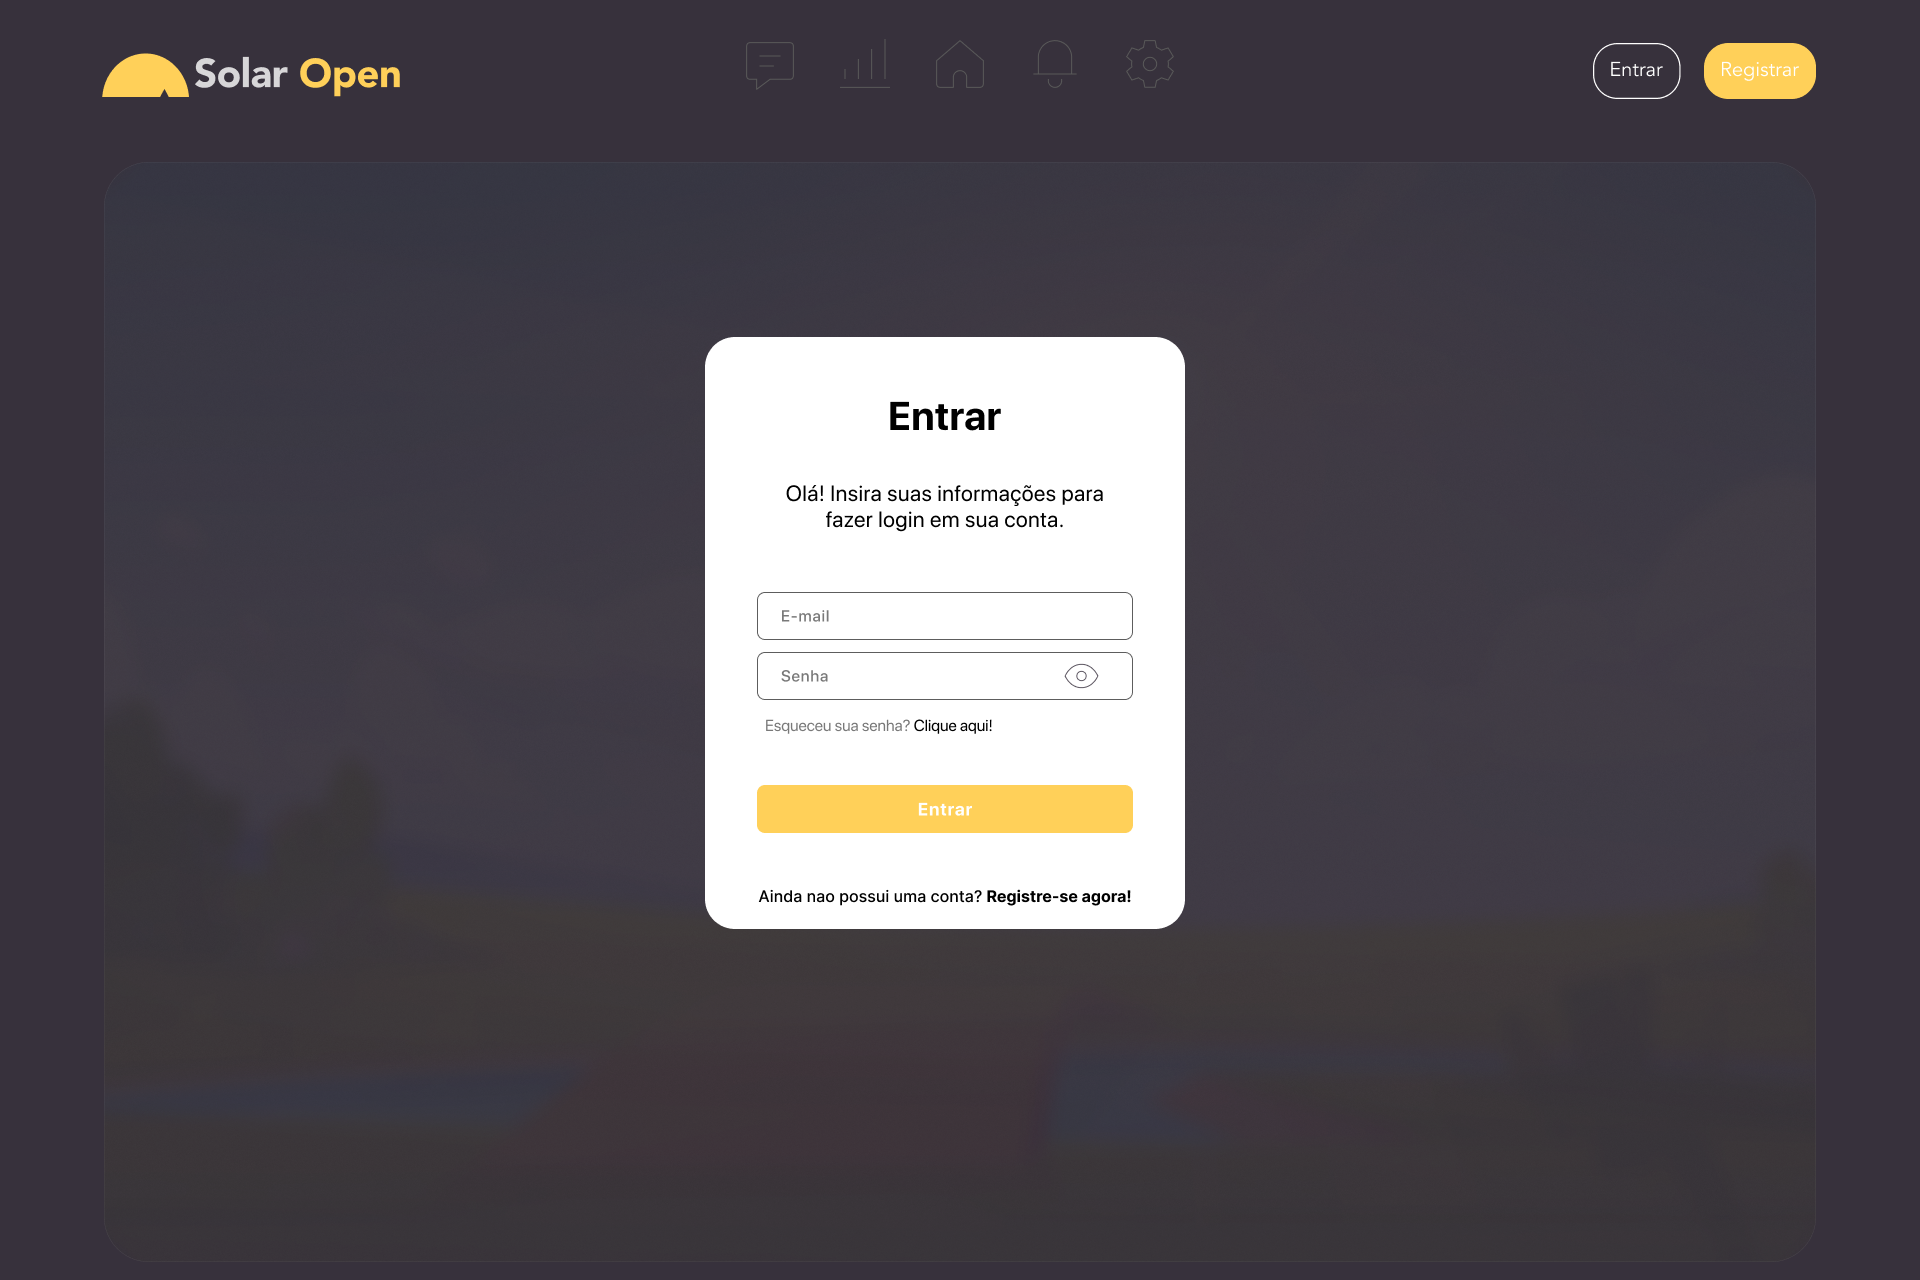 Solar Open
Entrar
Registrar
Entrar
Olá! Insira suas informações para
fazer login em sua conta.
E-mail
Senha
Esqueceu sua senha? Clique aqui!
Entrar
Ainda nao possui uma conta? Registre-se agora!